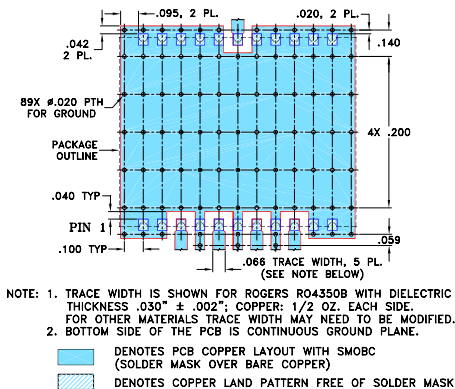 .095, 2 PL.
.020, 2 PL.
.042
2 PL.
.140
89X ø.020 PTH
FOR GROUND
4X .200
PACKAGE
OUTLINE
.040 TYP
PIN 1
.100 TYP
.059
.066 TRACE WIDTH, 5 PL.
(SEE NOTE BELOW)
NOTE: 1. TRACE WIDTH IS SHOWN FOR ROGERS RO4350B WITH DIELECTRIC
THICKNESS .030" ± .002"; COPPER: 1/2 OZ. EACH SIDE.
FOR OTHER MATERIALS TRACE WIDTH MAY NEED TO BE MODIFIED.
2. BOTTOM SIDE OF THE PCB IS CONTINUOUS GROUND PLANE.
DENOTES PCB COPPER LAYOUT WITH SMOBC
(SOLDER MASK OVER BARE COPPER)
DENOTES COPPER LAND PATTERN FREE OF SOLDER MASK